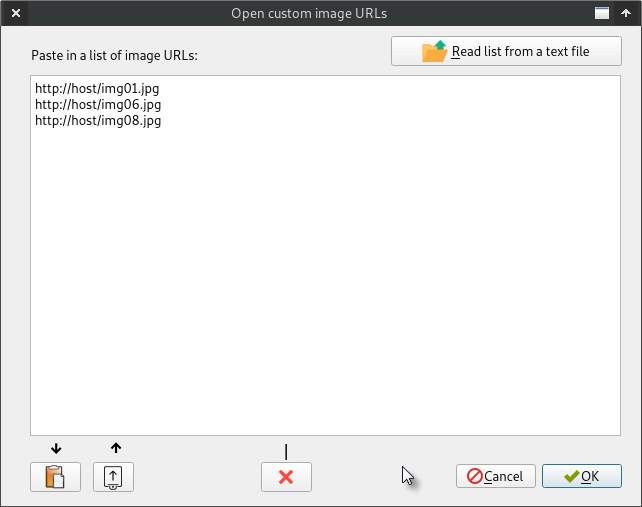 Open custom image URLs
Paste in a list of image URLs:
Read list from a text file
http://host/img01.jpg
http://host/img06.jpg
http://host/img08.jpg
Cancel
OK